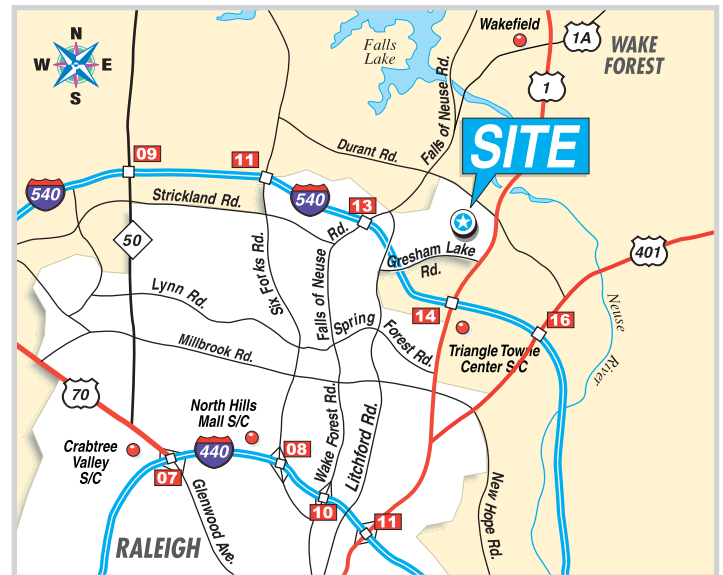 N
W
E
S
Falls
Lake
Wakefield
1A
WAKE
FOREST
1
Falls of Neuse Rd.
Durant Rd.
SITE
09
11
540
540
13
Strickland Rd.
50
Six Forks Rd.
Falls of Neuse
Rd.
Gresham Lake
Rd.
401
Lynn Rd.
Spring
Forest Rd.
14
16
Neuse
River
Triangle Towne
Center S/C
Millbrook Rd.
70
North Hills
Mall S/C
Crabtree
Valley
S/C
440
08
07
10
11
Wake Forest Rd.
Litchford Rd.
Glenwood Ave.
New Hope Rd.
RALEIGH